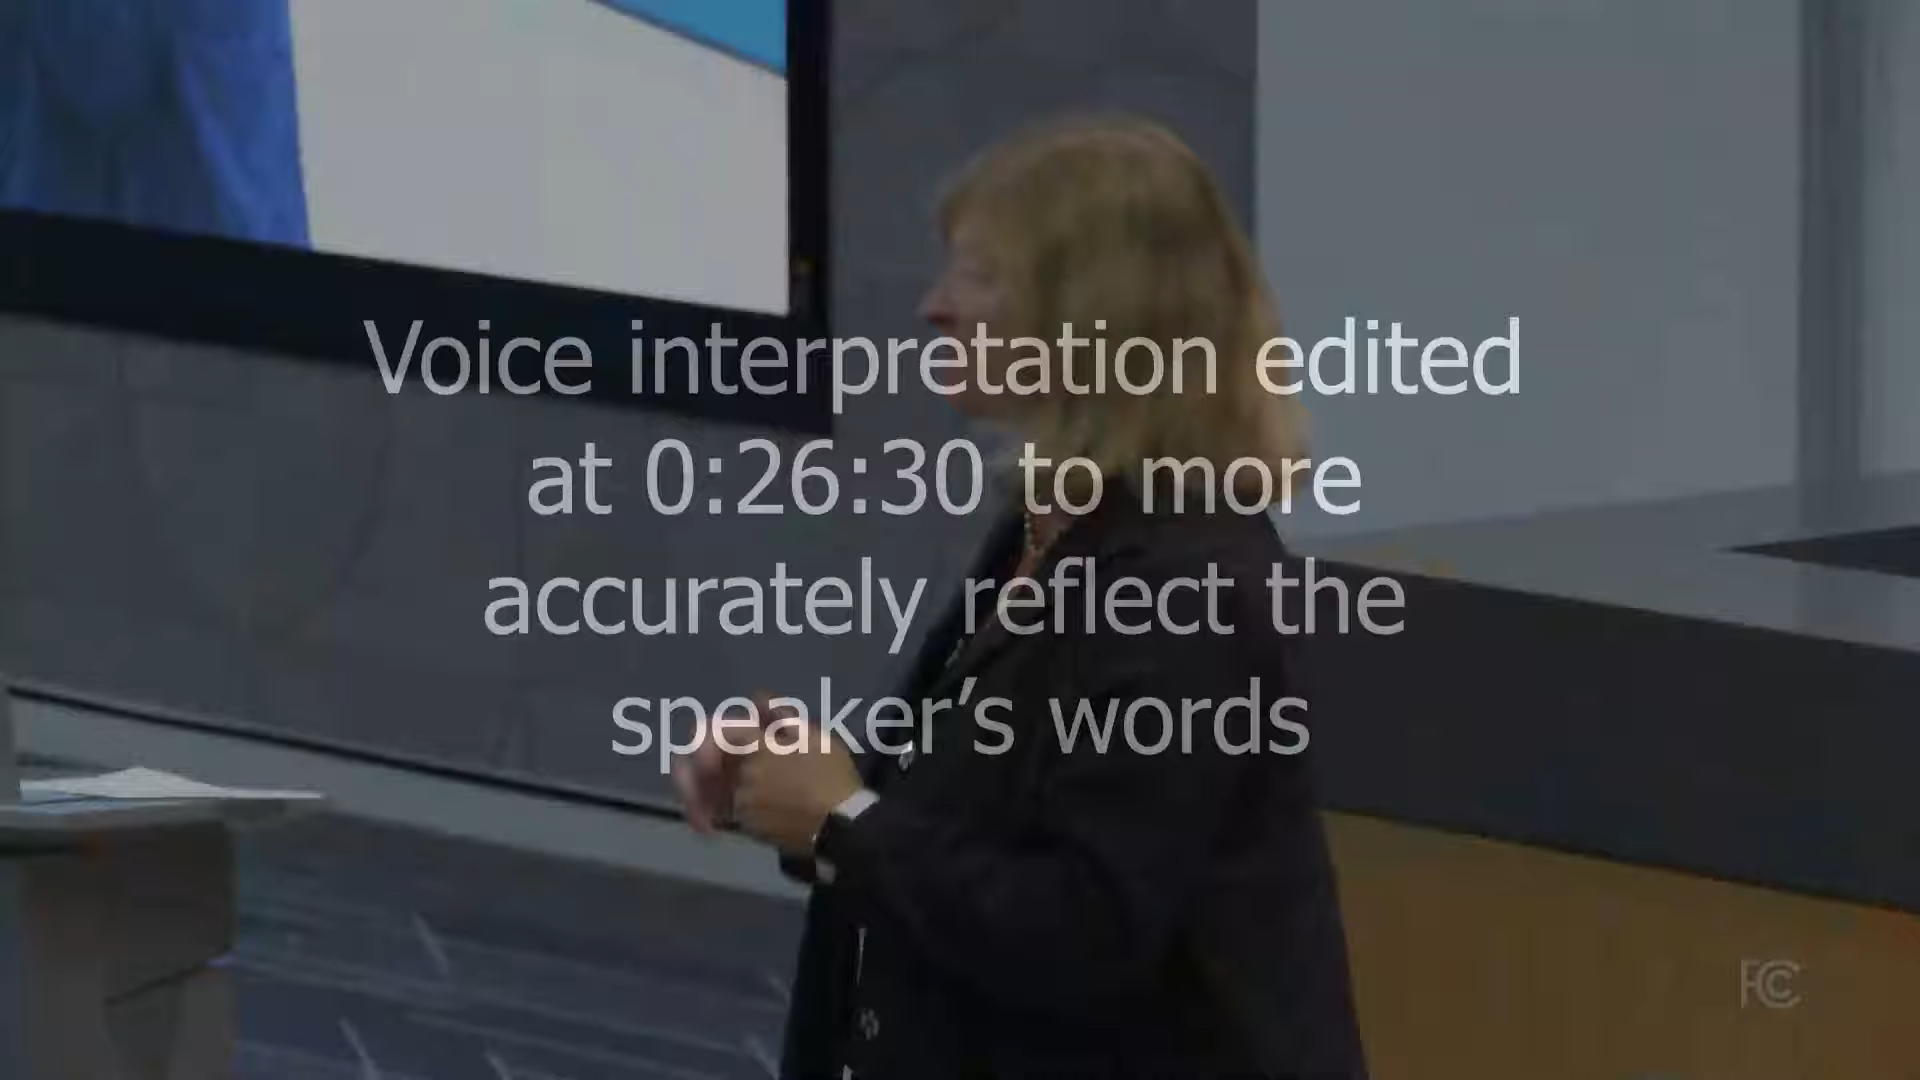 Voice interpretation edited
at 0:26:30 to more
accurately reflect the
speaker’s words
FCC